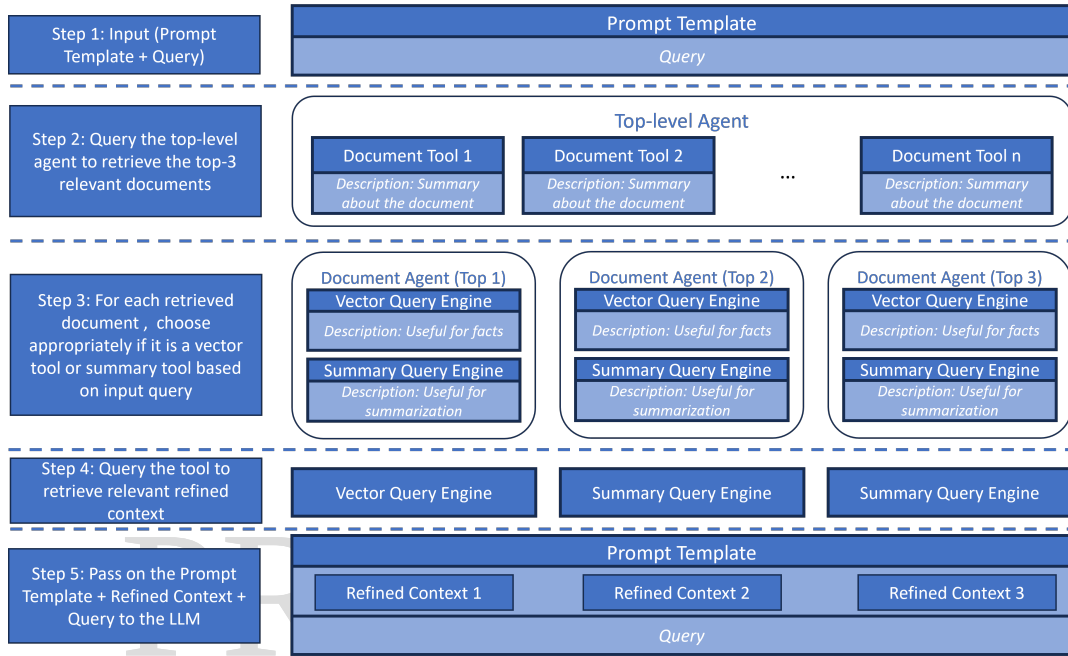 Step 1: Input (Prompt
Template + Query)
Prompt Template
Query
Step 2: Query the top-level
agent to retrieve the top-3
relevant documents
Top-level Agent
Document Tool 1
Description: Summary
about the document
Document Tool 2
Description: Summary
about the document
...
Document Tool n
Description: Summary
about the document
Step 3: For each retrieved
document , choose
appropriately if it is a vector
tool or summary tool based
on input query
Document Agent (Top 1)
Vector Query Engine
Description: Useful for facts
Summary Query Engine
Description: Useful for
summarization
Document Agent (Top 2)
Vector Query Engine
Description: Useful for facts
Summary Query Engine
Description: Useful for
summarization
Document Agent (Top 3)
Vector Query Engine
Description: Useful for facts
Summary Query Engine
Description: Useful for
summarization
Step 4: Query the tool to
retrieve relevant refined
context
Vector Query Engine
Summary Query Engine
Summary Query Engine
Step 5: Pass on the Prompt
Template + Refined Context +
Query to the LLM
Prompt Template
Refined Context 1
Refined Context 2
Refined Context 3
Query